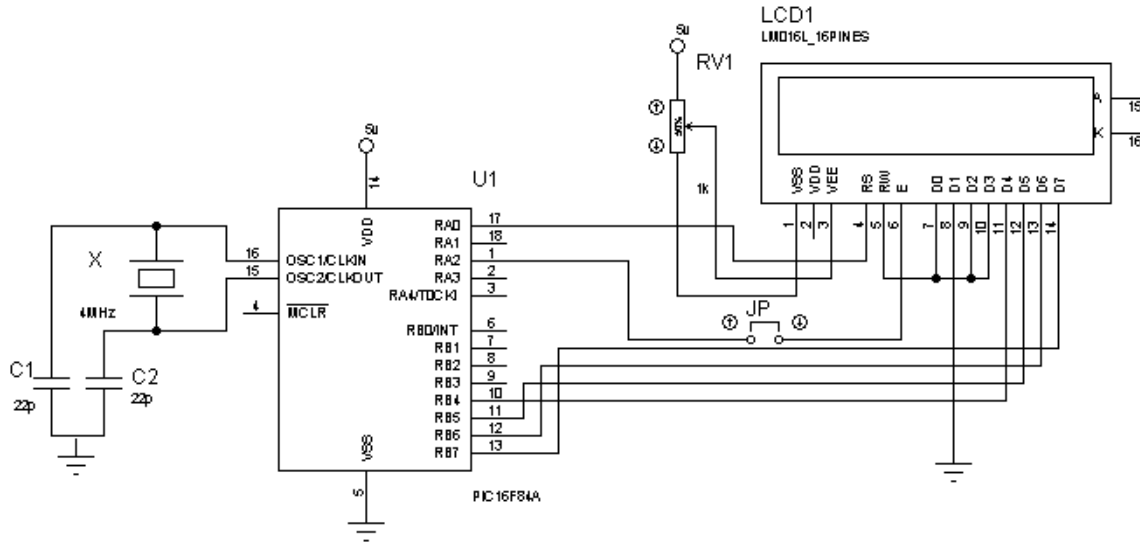 LCD1
LM016L_16PINES
5v
RV1
50%
1k
A
K
15
16
VSS
VDD
VEE
RS
RW
E
D0
D1
D2
D3
D4
D5
D6
D7
1
2
3
4
5
6
7
8
9
10
11
12
13
14
5v
14
U1
VDD
X
4MHz
16
OSC1/CLKIN
15
OSC2/CLKOUT
4
MCLR
RA0
17
RA1
18
RA2
1
RA3
2
RA4/T0CKI
3
RB0/INT
6
RB1
7
RB2
8
RB3
9
RB4
10
RB5
11
RB6
12
RB7
13
VSS
5
PIC16F84A
JP
C1
22p
C2
22p